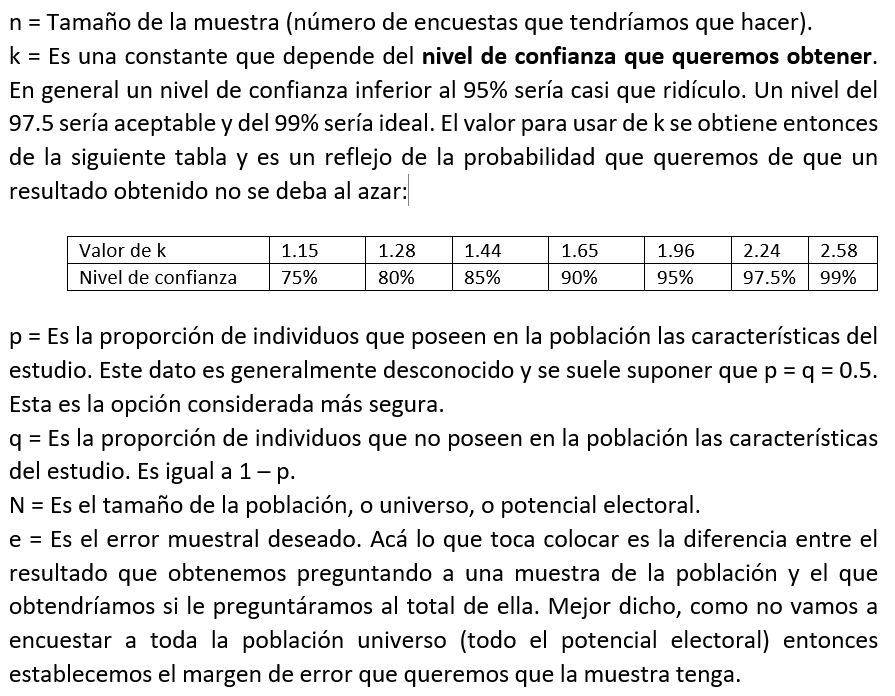 n = Tamaño de la muestra (número de encuestas que tendríamos que hacer).
k = Es una constante que depende del nivel de confianza que queremos obtener.
En general un nivel de confianza inferior al 95% sería casi que ridículo. Un nivel del
97.5 sería aceptable y del 99% sería ideal. El valor para usar de k se obtiene entonces
de la siguiente tabla y es un reflejo de la probabilidad que queremos de que un
resultado obtenido no se deba al azar:
Valor de k 1.15 1.28 1.44 1.65 1.96 2.24 2.58
Nivel de confianza 75% 80% 85% 90% 95% 97.5% 99%
p = Es la proporción de individuos que poseen en la población las características del
estudio. Este dato es generalmente desconocido y se suele suponer que p = q = 0.5.
Esta es la opción considerada más segura.
q = Es la proporción de individuos que no poseen en la población las características
del estudio. Es igual a 1 – p.
N = Es el tamaño de la población, o universo, o potencial electoral.
e = Es el error muestral deseado. Acá lo que toca colocar es la diferencia entre el
resultado que obtenemos preguntando a una muestra de la población y el que
obtendríamos si le preguntáramos al total de ella. Mejor dicho, como no vamos a
encuestar a toda la población universo (todo el potencial electoral) entonces
establecemos el margen de error que queremos que la muestra tenga.